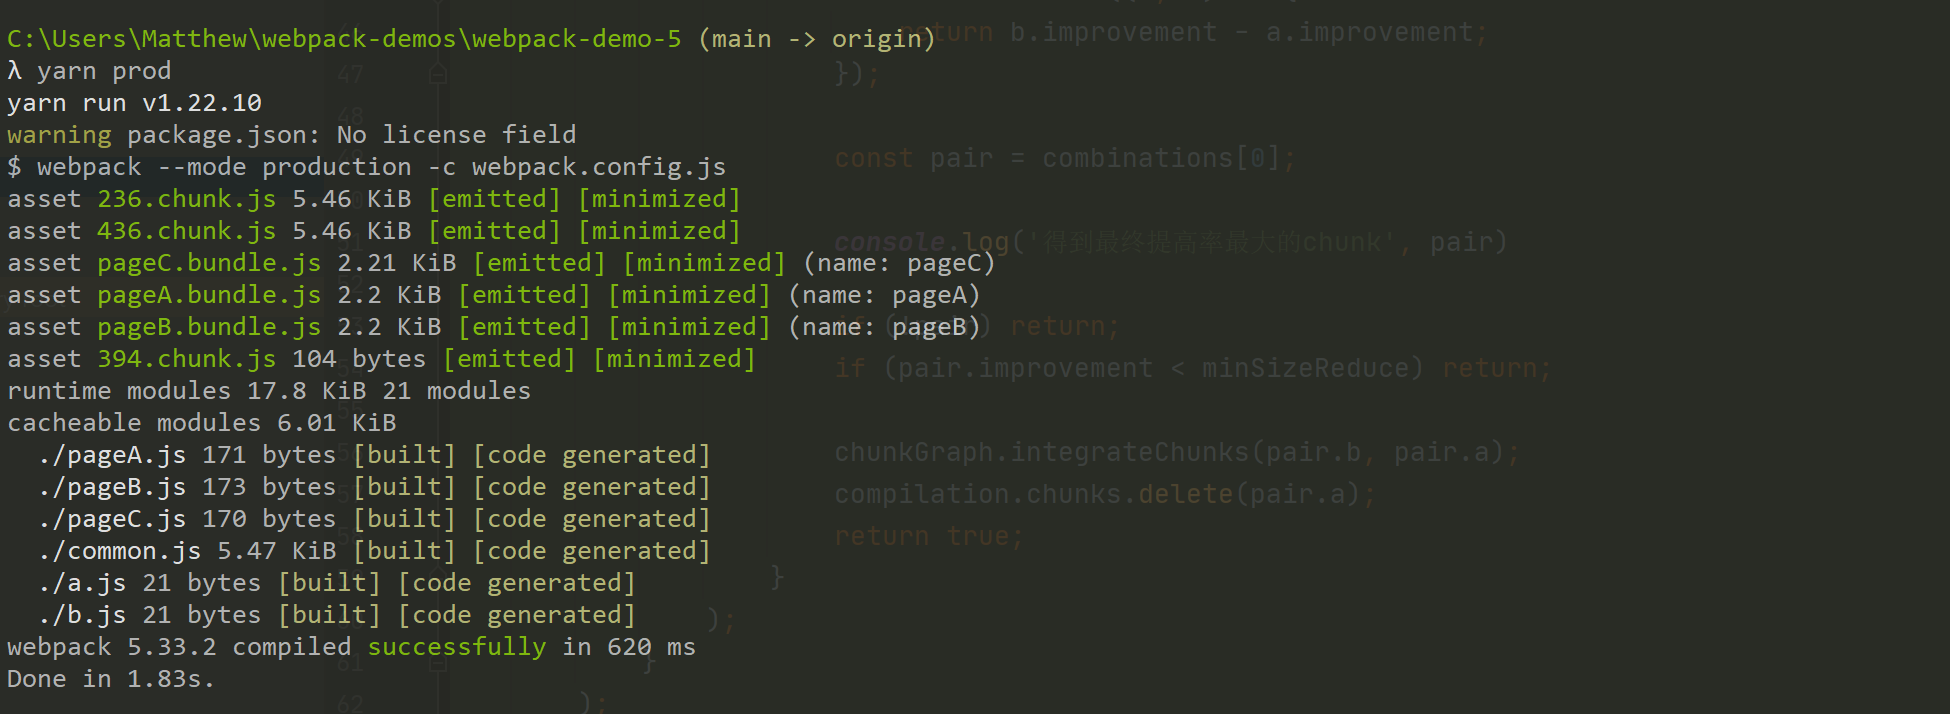 C:\Users\Matthew\webpack-demos\webpack-demo-5 (main -> origin)
λ yarn prod
yarn run v1.22.10
warning package.json: No license field
$ webpack --mode production -c webpack.config.js
asset 236.chunk.js 5.46 KiB [emitted] [minimized]
asset 436.chunk.js 5.46 KiB [emitted] [minimized]
asset pageC.bundle.js 2.21 KiB [emitted] [minimized] (name: pageC)
asset pageA.bundle.js 2.2 KiB [emitted] [minimized] (name: pageA)
asset pageB.bundle.js 2.2 KiB [emitted] [minimized] (name: pageB)
asset 394.chunk.js 104 bytes [emitted] [minimized]
runtime modules 17.8 KiB 21 modules
cacheable modules 6.01 KiB
  ./pageA.js 171 bytes [built] [code generated]
  ./pageB.js 173 bytes [built] [code generated]
  ./pageC.js 170 bytes [built] [code generated]
  ./common.js 5.47 KiB [built] [code generated]
  ./a.js 21 bytes [built] [code generated]
  ./b.js 21 bytes [built] [code generated]
webpack 5.33.2 compiled successfully in 620 ms
Done in 1.83s.
return b.improvement - a.improvement;
47 });
48
const pair = combinations[0];
console.log('得到最终提高率最大的chunk', pair)
return;
if (pair.improvement < minSizeReduce) return;
chunkGraph.integrateChunks(pair.b, pair.a);
compilation.chunks.delete(pair.a);
return true;
}
);
61 }
62 );